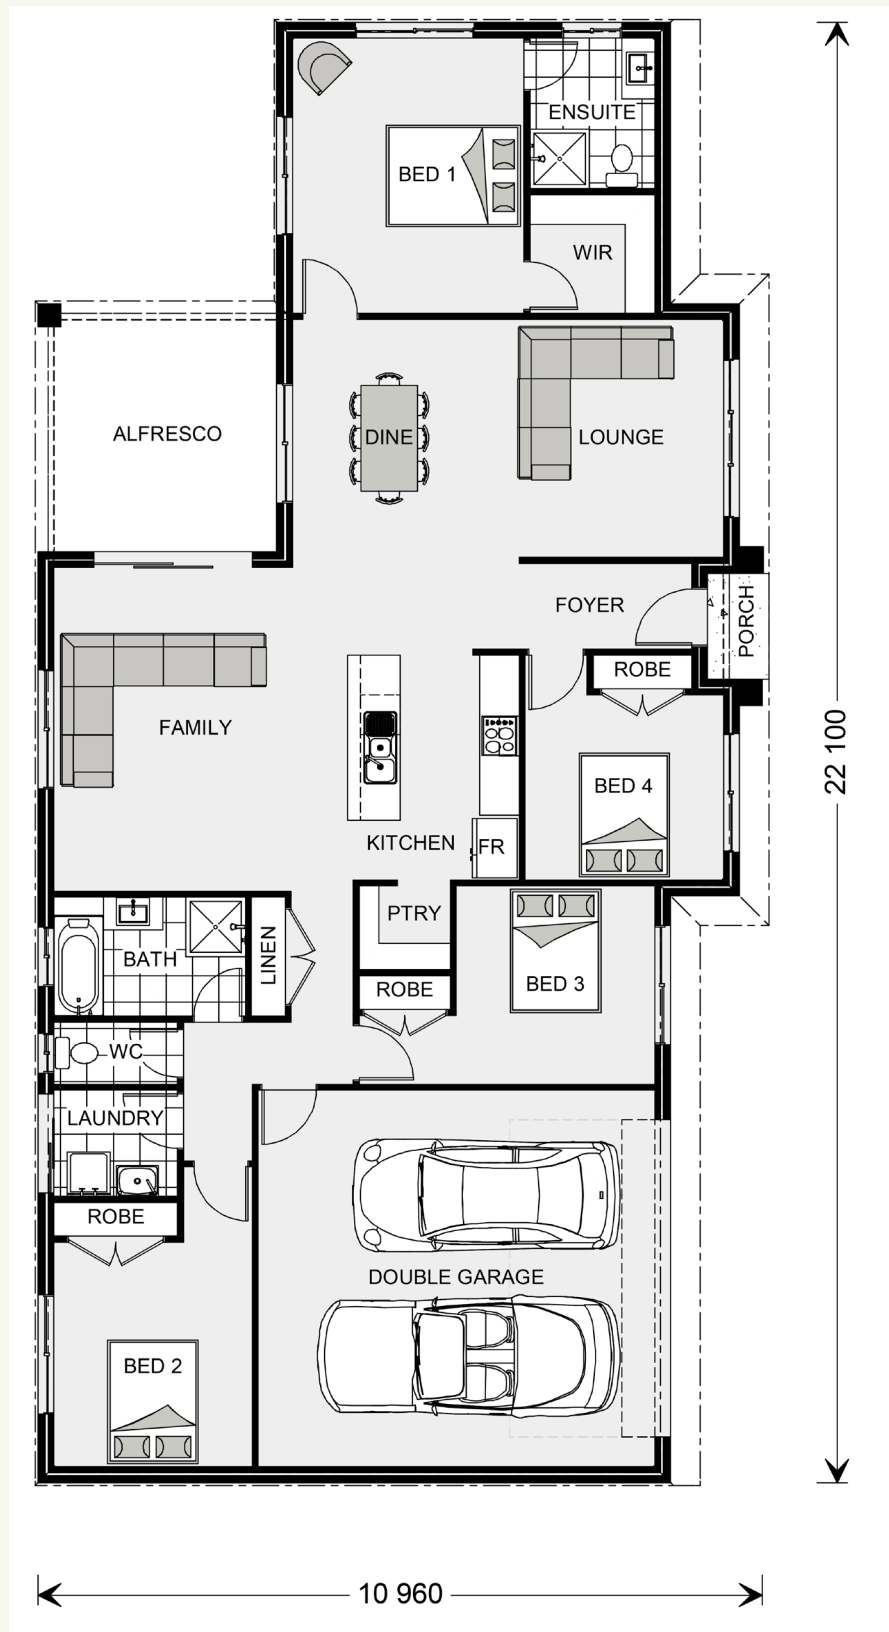 ENSUITE
BED 1
WIR
ALFRESCO
DINE
LOUNGE
FOYER
PORCH
ROBE
FAMILY
BED 4
22 100
KITCHEN
FR
PTRY
LINEN
BATH
BED 3
ROBE
WC
LAUNDRY
ROBE
DOUBLE GARAGE
BED 2
10 960